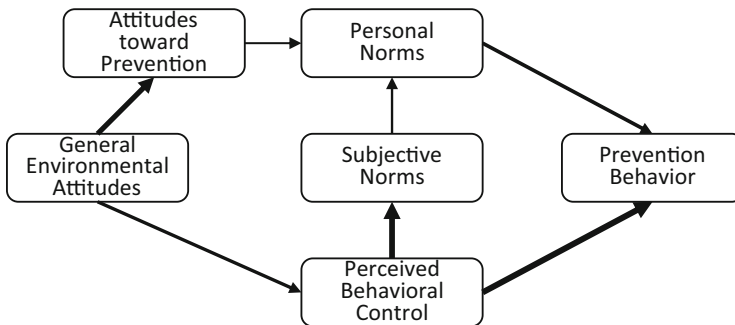 Attitudes
toward
Prevention
Personal
Norms
General
Environmental
Attitudes
Subjective
Norms
Prevention
Behavior
Perceived
Behavioral
Control